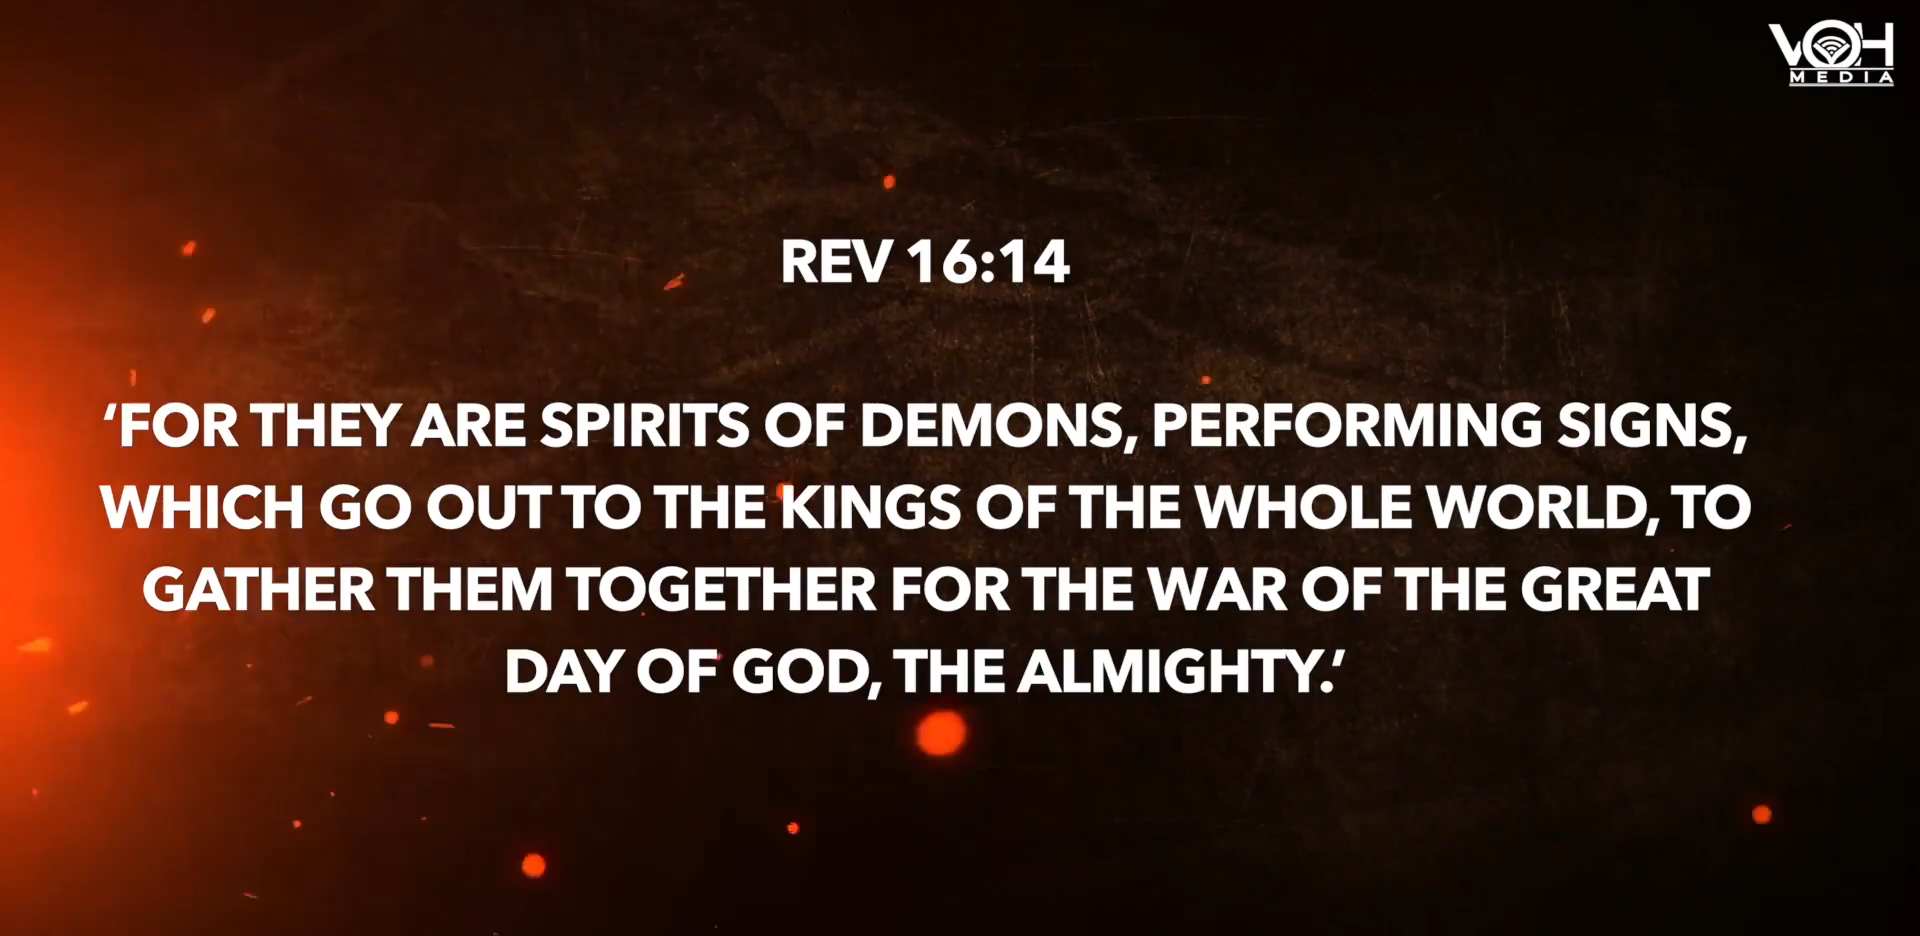 VOH
MEDIA
REV 16:14
‘FOR THEY ARE SPIRITS OF DEMONS, PERFORMING SIGNS,
WHICH GO OUT TO THE KINGS OF THE WHOLE WORLD, TO
GATHER THEM TOGETHER FOR THE WAR OF THE GREAT
DAY OF GOD, THE ALMIGHTY.’